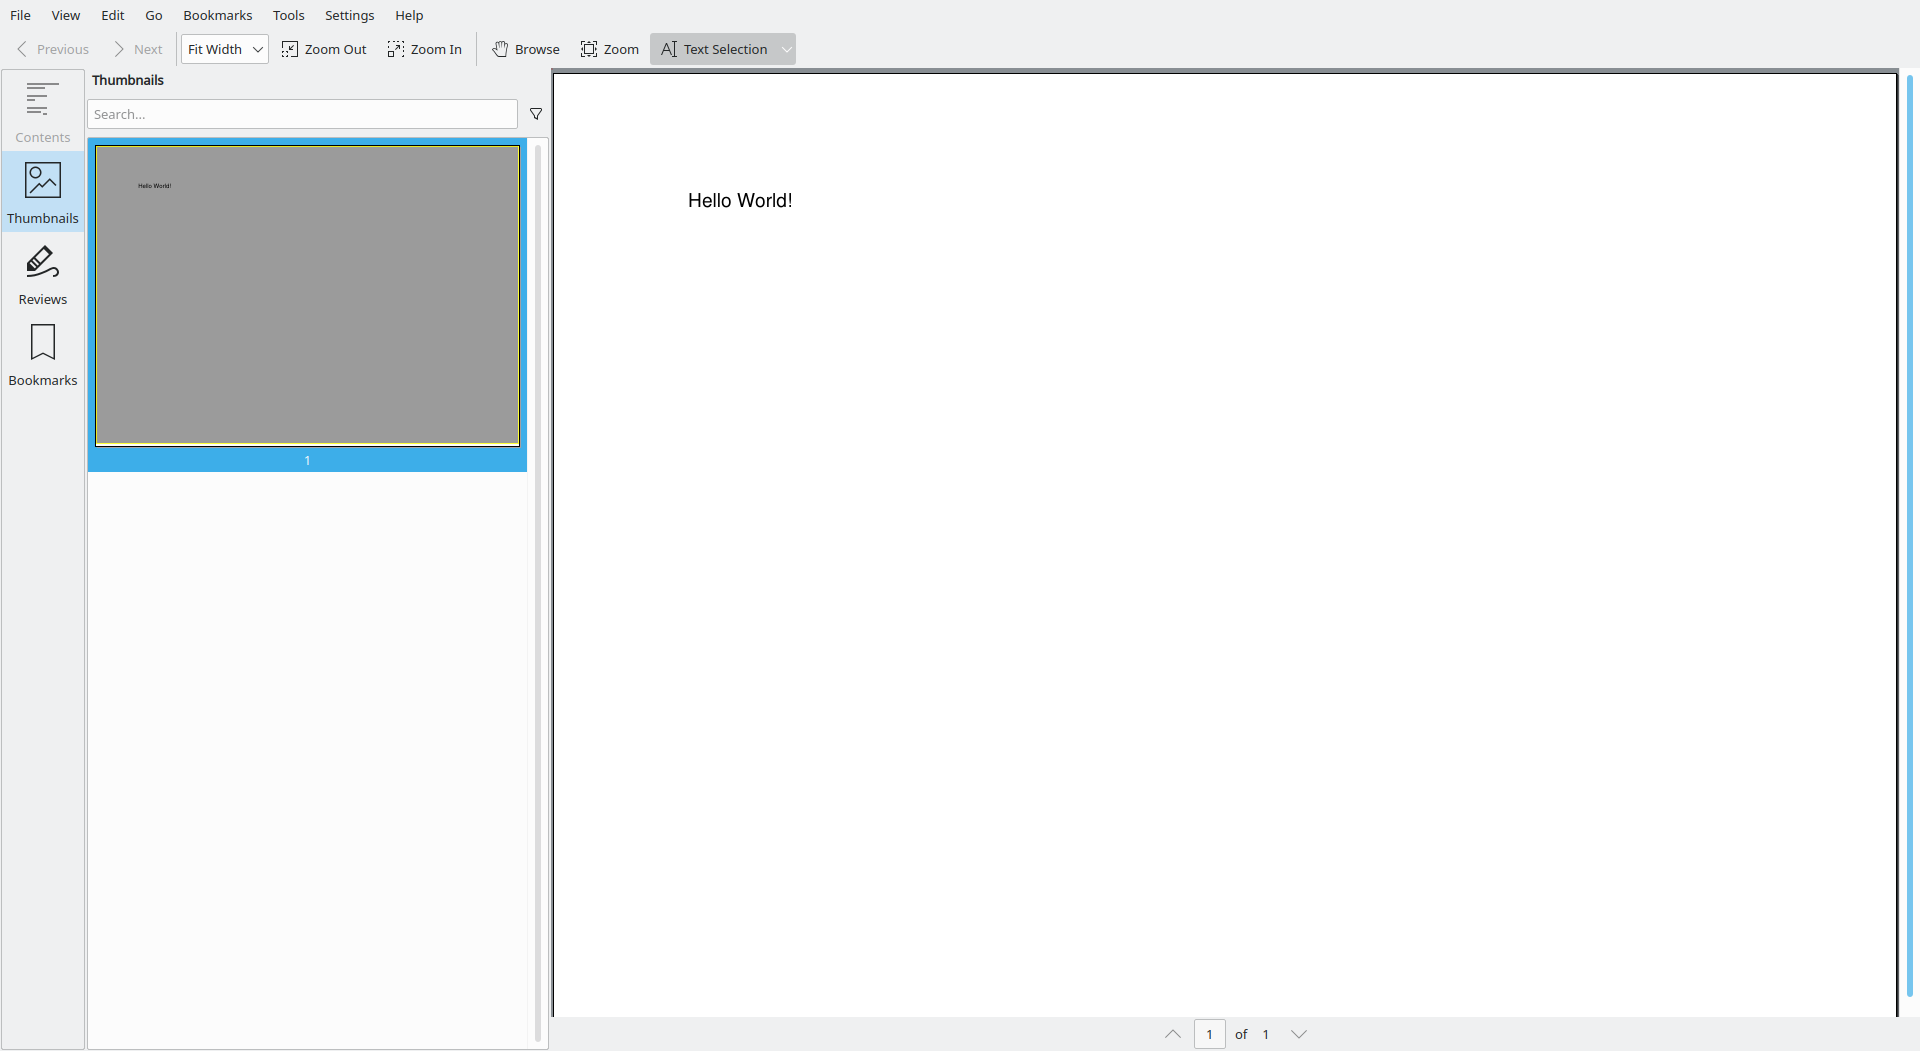 File View Edit Go Bookmarks Tools Settings Help
Previous Next Fit Width Zoom Out Zoom In Browse Zoom Text Selection
Contents
Thumbnails
Reviews
Bookmarks
Thumbnails
Search...
Hello World!
1
Hello World!
1 of 1